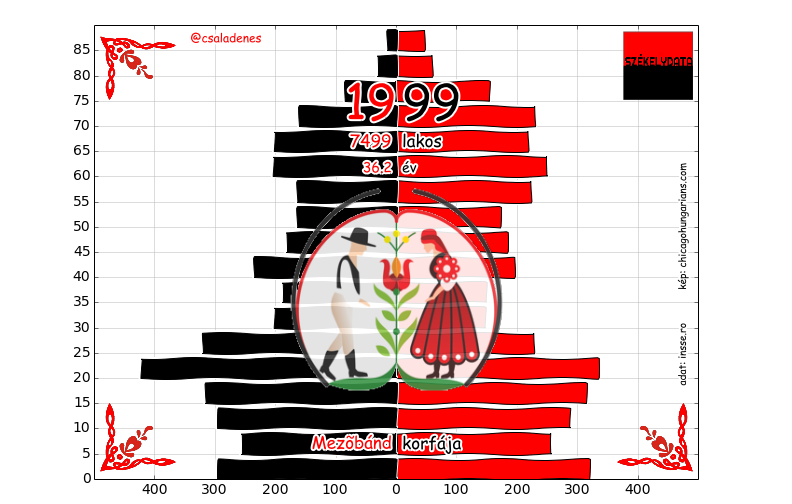 @csaladenes
SZÉKELYDATA
1999
7499 lakos
36.2 év
kép: chicagohungarians.com
adat: insse.ro
Mezõbánd korfája
85
80
75
70
65
60
55
50
45
40
35
30
25
20
15
10
5
0
400 300 200 100 0 100 200 300 400